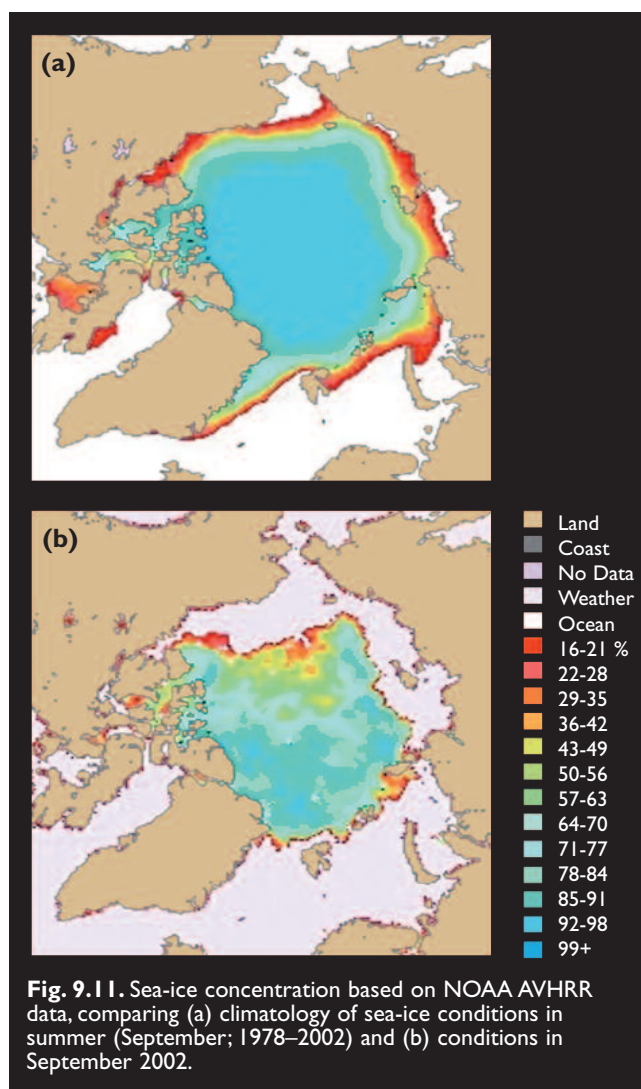 (a)
(b)
Land
Coast
No Data
Weather
Ocean
16-21 %
22-28
29-35
36-42
43-49
50-56
57-63
64-70
71-77
78-84
85-91
92-98
99+
Fig. 9.11. Sea-ice concentration based on NOAA AVHRR
data, comparing (a) climatology of sea-ice conditions in
summer (September; 1978–2002) and (b) conditions in
September 2002.